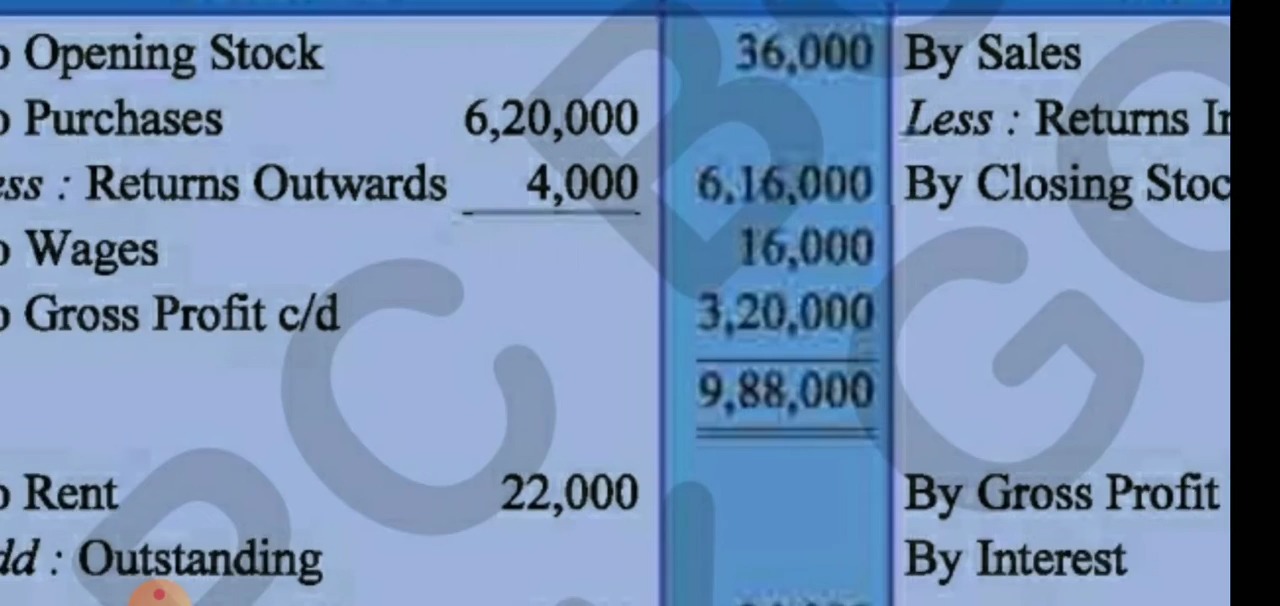 o Opening Stock 36,000 By Sales
o Purchases 6,20,000 Less : Returns In
ess : Returns Outwards 4,000 6,16,000 By Closing Stoc
o Wages 16,000
o Gross Profit c/d 3,20,000
9,88,000
o Rent 22,000 By Gross Profit
dd : Outstanding By Interest